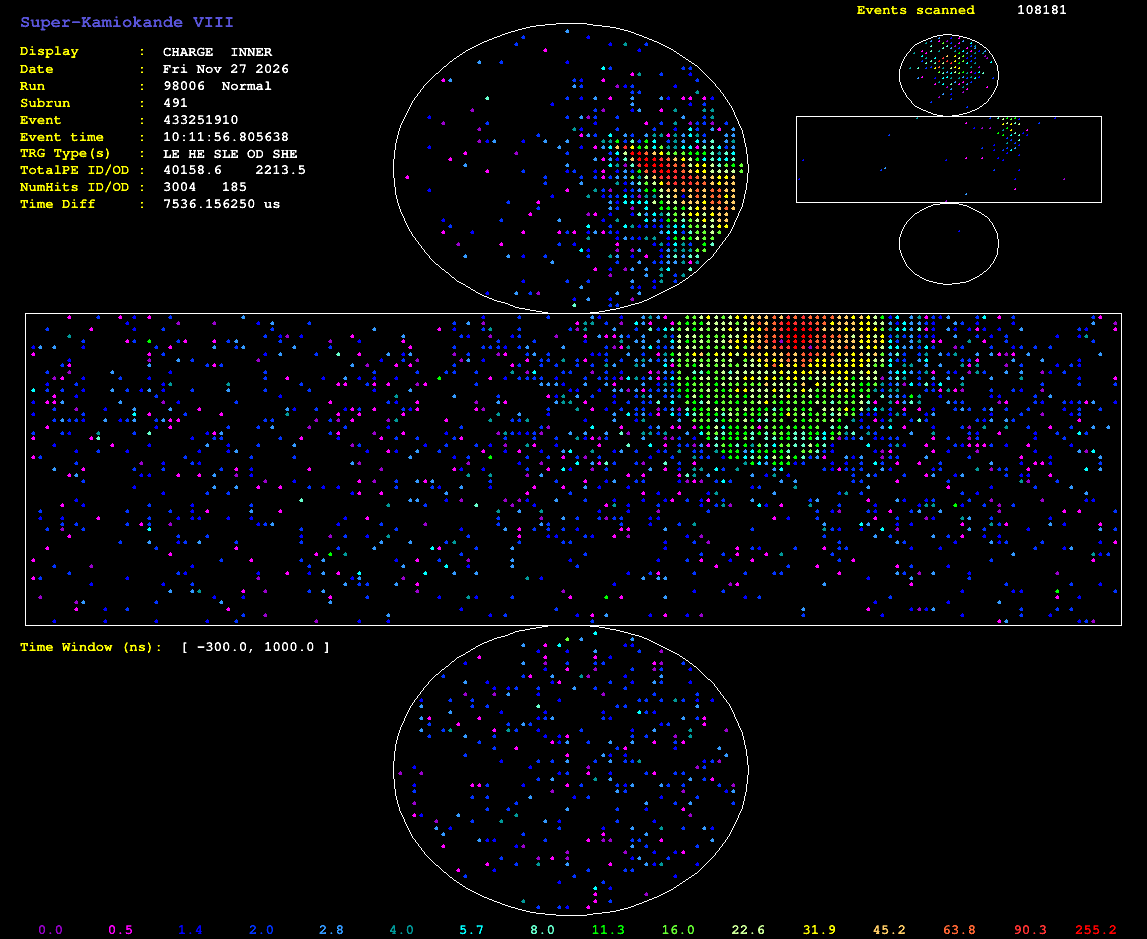 Super-Kamiokande VIII
Events scanned 108181
Display : CHARGE INNER
Date : Fri Nov 27 2026
Run : 98006 Normal
Subrun : 491
Event : 433251910
Event time : 10:11:56.805638
TRG Type(s) : LE HE SLE OD SHE
TotalPE ID/OD : 40158.6 2213.5
NumHits ID/OD : 3004 185
Time Diff : 7536.156250 us
Time Window (ns): [ -300.0, 1000.0 ]
0.0 0.5 1.4 2.0 2.8 4.0 5.7 8.0 11.3 16.0 22.6 31.9 45.2 63.8 90.3 255.2